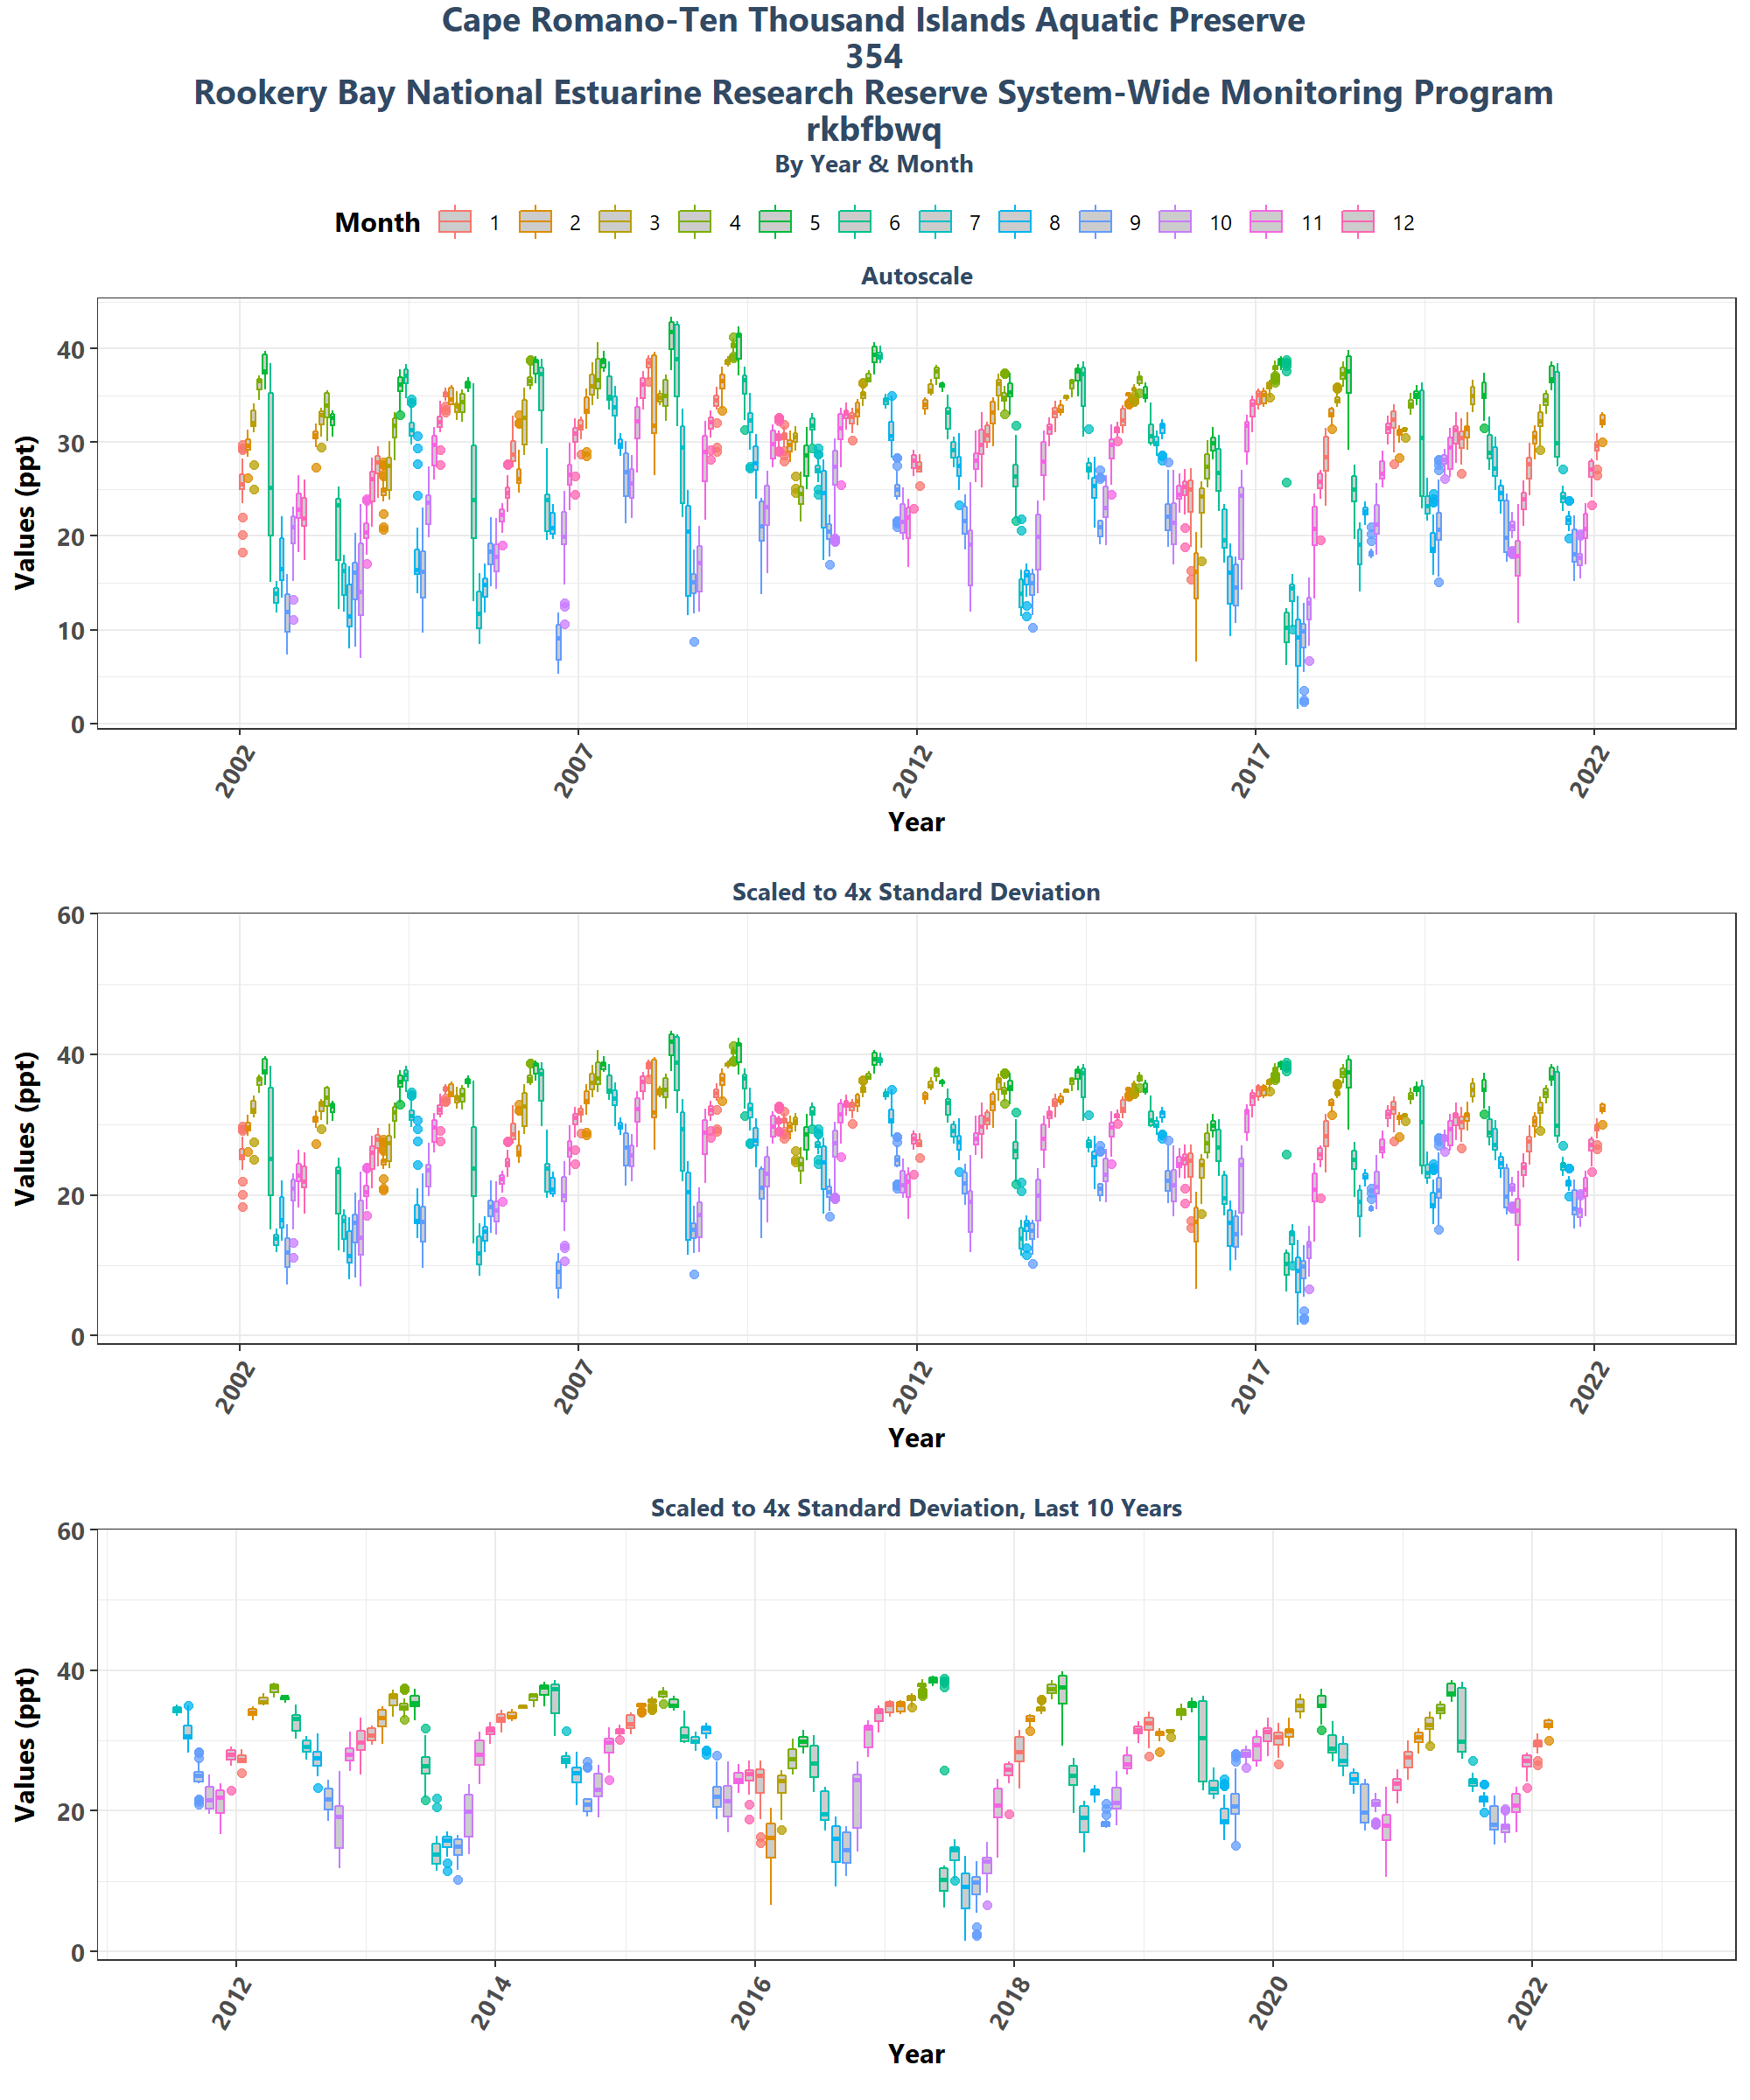 Cape Romano-Ten Thousand Islands Aquatic Preserve
354
Rookery Bay National Estuarine Research Reserve System-Wide Monitoring Program
rkbfbwq
By Year & Month
Month 1 2 3 4 5 6 7 8 9 10 11 12
Autoscale
Values (ppt)
40
30
20
10
0
2002 2007 2012 2017 2022
Year
Scaled to 4x Standard Deviation
Values (ppt)
60
40
20
0
2002 2007 2012 2017 2022
Year
Scaled to 4x Standard Deviation, Last 10 Years
Values (ppt)
60
40
20
0
2012 2014 2016 2018 2020 2022
Year